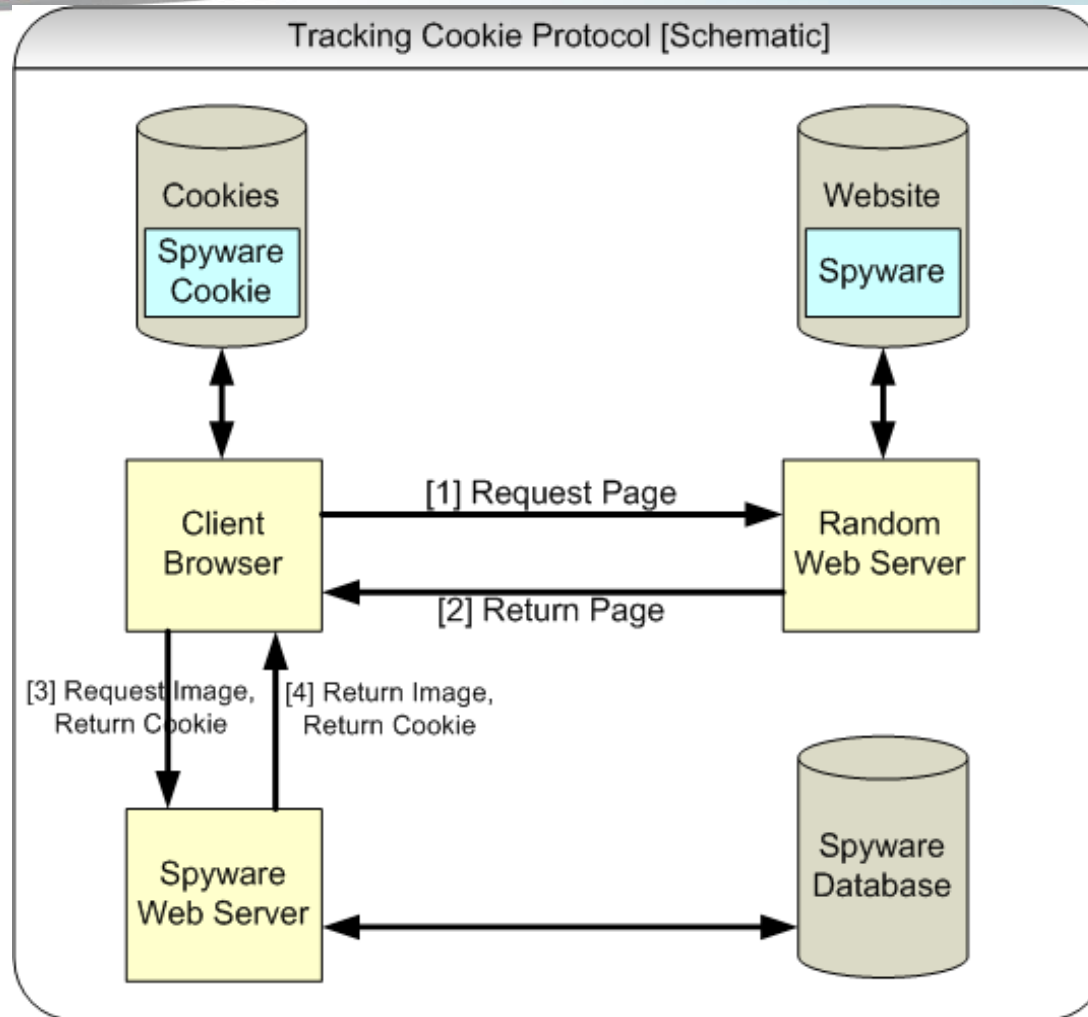 Tracking Cookie Protocol [Schematic]
Cookies
Spyware
Cookie
Website
Spyware
Client
Browser
[1] Request Page
[2] Return Page
Random
Web Server
[3] Request Image,
Return Cookie
[4] Return Image,
Return Cookie
Spyware
Web Server
Spyware
Database